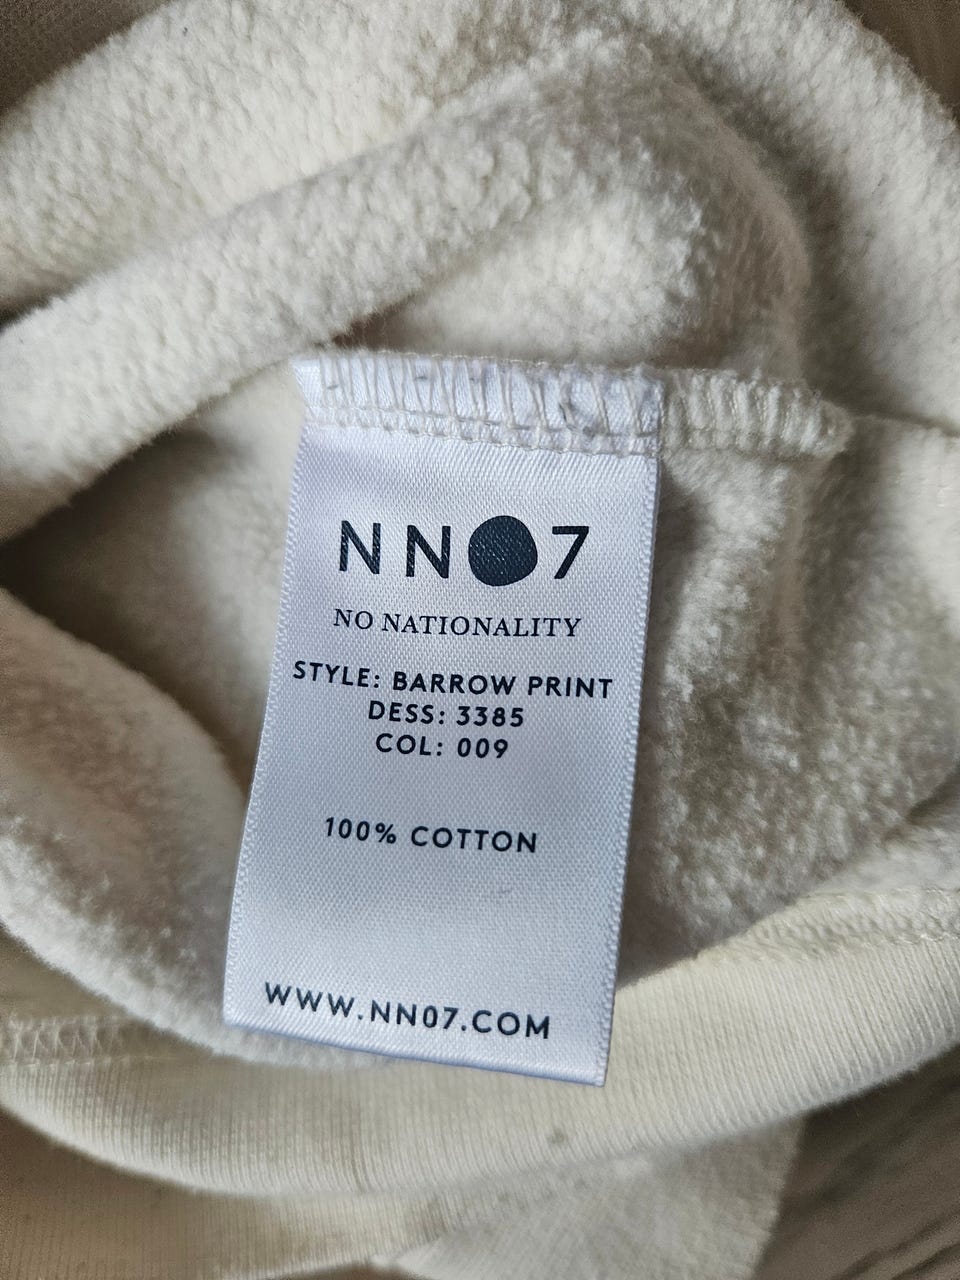 NN07
NO NATIONALITY
STYLE: BARROW PRINT
DESS: 3385
COL: 009
100% COTTON
WWW.NN07.COM